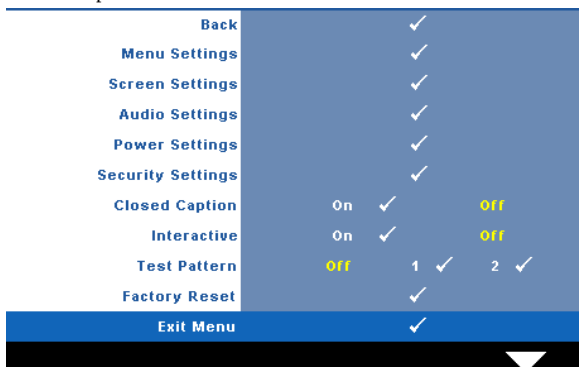 Back ✓
Menu Settings ✓
Screen Settings ✓
Audio Settings ✓
Power Settings ✓
Security Settings ✓
Closed Caption On ✓ Off
Interactive On ✓ Off
Test Pattern Off 1 ✓ 2 ✓
Factory Reset ✓
Exit Menu ✓